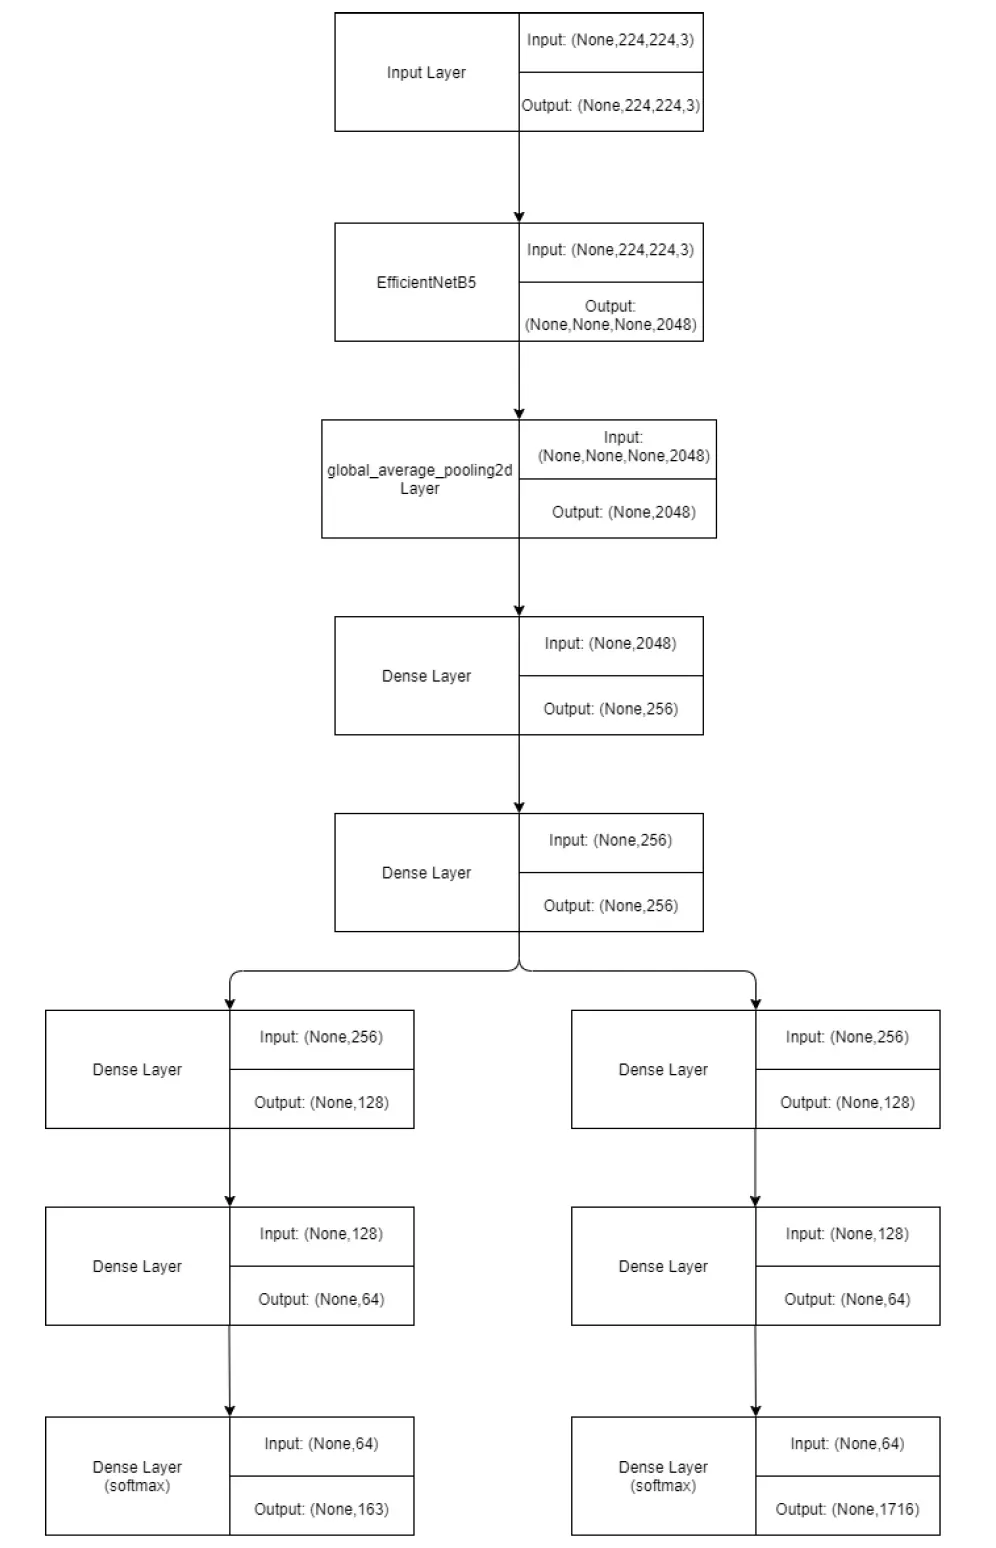 Input Layer
Input: (None,224,224,3)
Output: (None,224,224,3)
EfficientNetB5
Input: (None,224,224,3)
Output:
(None,None,None,2048)
global_average_pooling2d
Layer
Input:
(None,None,None,2048)
Output: (None,2048)
Dense Layer
Input: (None,2048)
Output: (None,256)
Dense Layer
Input: (None,256)
Output: (None,256)
Dense Layer
Input: (None,256)
Output: (None,128)
Dense Layer
Input: (None,256)
Output: (None,128)
Dense Layer
Input: (None,128)
Output: (None,64)
Dense Layer
Input: (None,128)
Output: (None,64)
Dense Layer
(softmax)
Input: (None,64)
Output: (None,163)
Dense Layer
(softmax)
Input: (None,64)
Output: (None,1716)